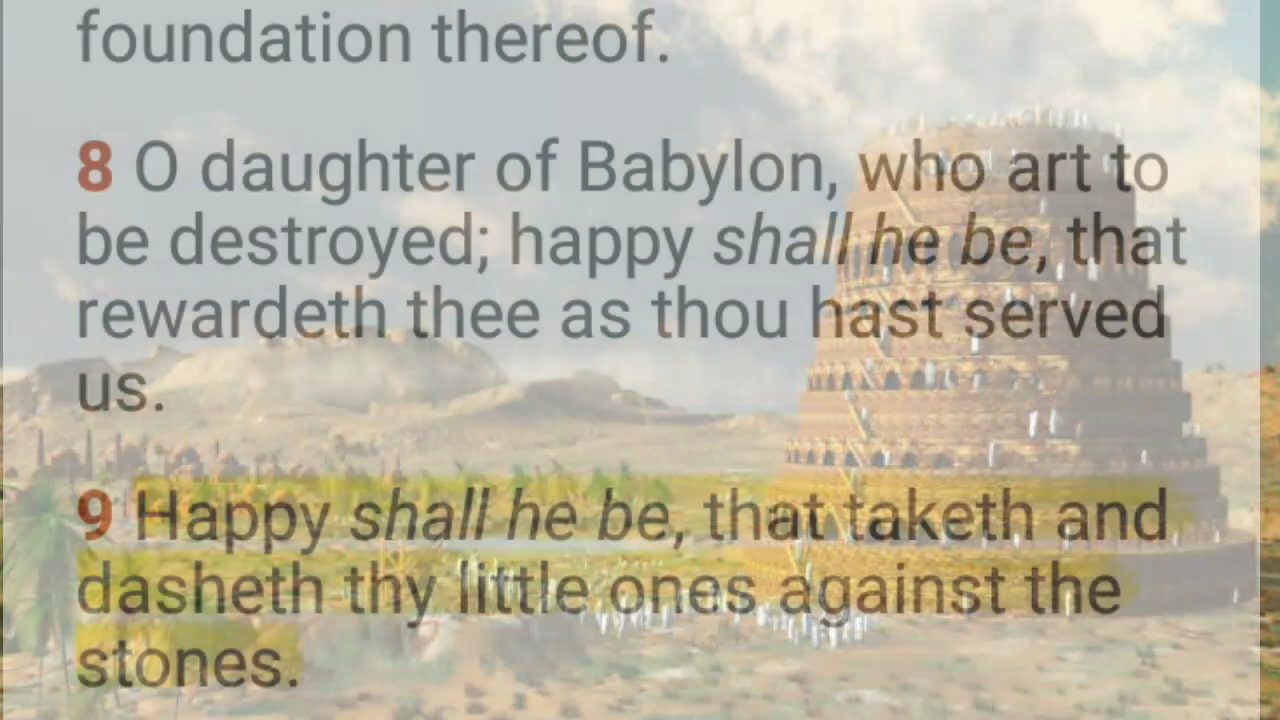 foundation thereof.
8 O daughter of Babylon, who art to
be destroyed; happy shall he be, that
rewardeth thee as thou hast served
us.
9 Happy shall he be, that taketh and
dasheth thy little ones against the
stones.